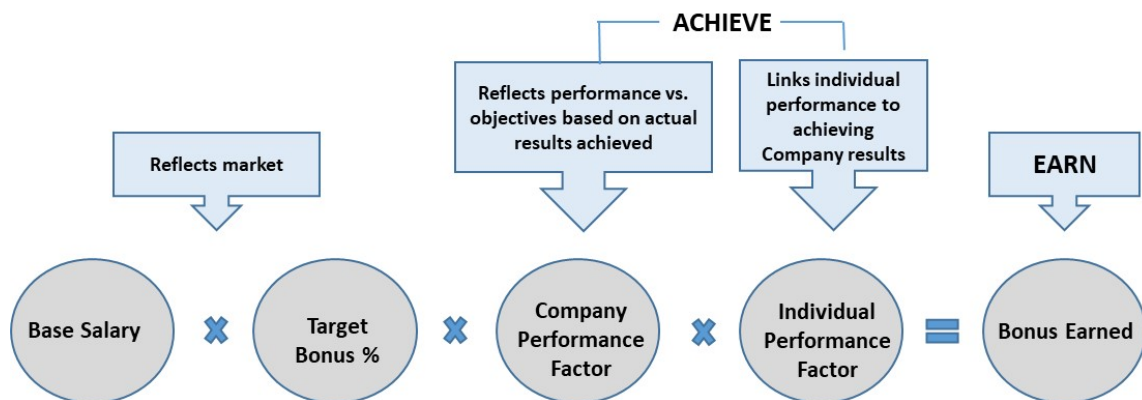 ACHIEVE
Reflects performance vs.
objectives based on actual
results achieved
Links individual
performance to
achieving
Company results
Reflects market
EARN
Base Salary
Target
Bonus %
Company
Performance
Factor
Individual
Performance
Factor
Bonus Earned